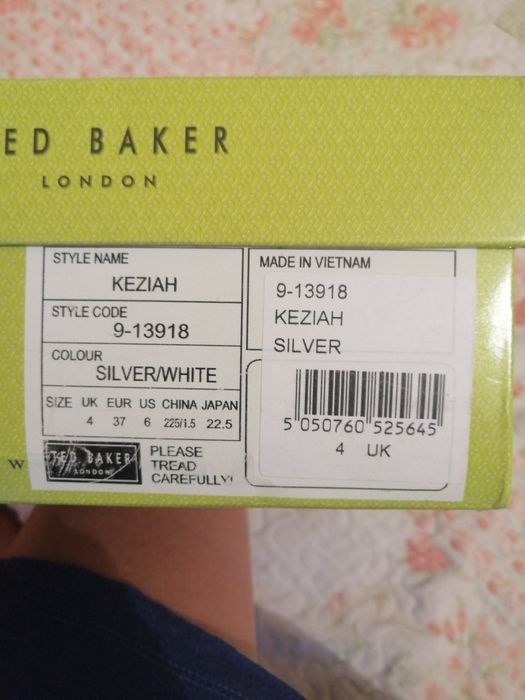 ED BAKER
LONDON
STYLE NAME
KEZIAH
STYLE CODE
9-13918
COLOUR
SILVER/WHITE
SIZE UK EUR US CHINA JAPAN
4 37 6 225/1.5 22.5
TED BAKER
LONDON
PLEASE
TREAD
CAREFULLY!
W
MADE IN VIETNAM
9-13918
KEZIAH
SILVER
5 050760 525645
4 UK